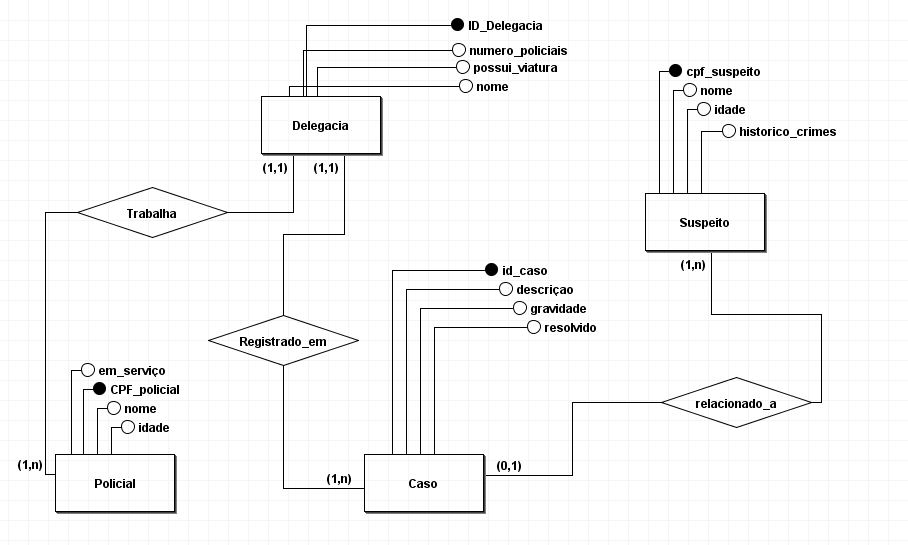 ID_Delegacia
numero_policiais
possui_viatura
nome
Delegacia
(1,1)
(1,1)
Trabalha
cpf_suspeito
nome
idade
historico_crimes
Suspeito
(1,n)
id_caso
descriçao
gravidade
resolvido
Registrado_em
relacionado_a
em_serviço
CPF_policial
nome
idade
(1,n)
Policial
(1,n)
Caso
(0,1)